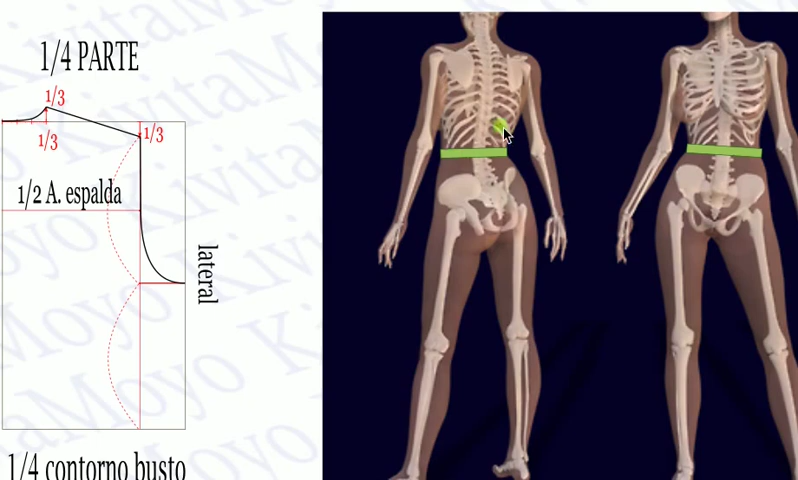 1/4 PARTE
1/3
1/3
1/3
1/2 A. espalda
lateral
1/4 contorno busto